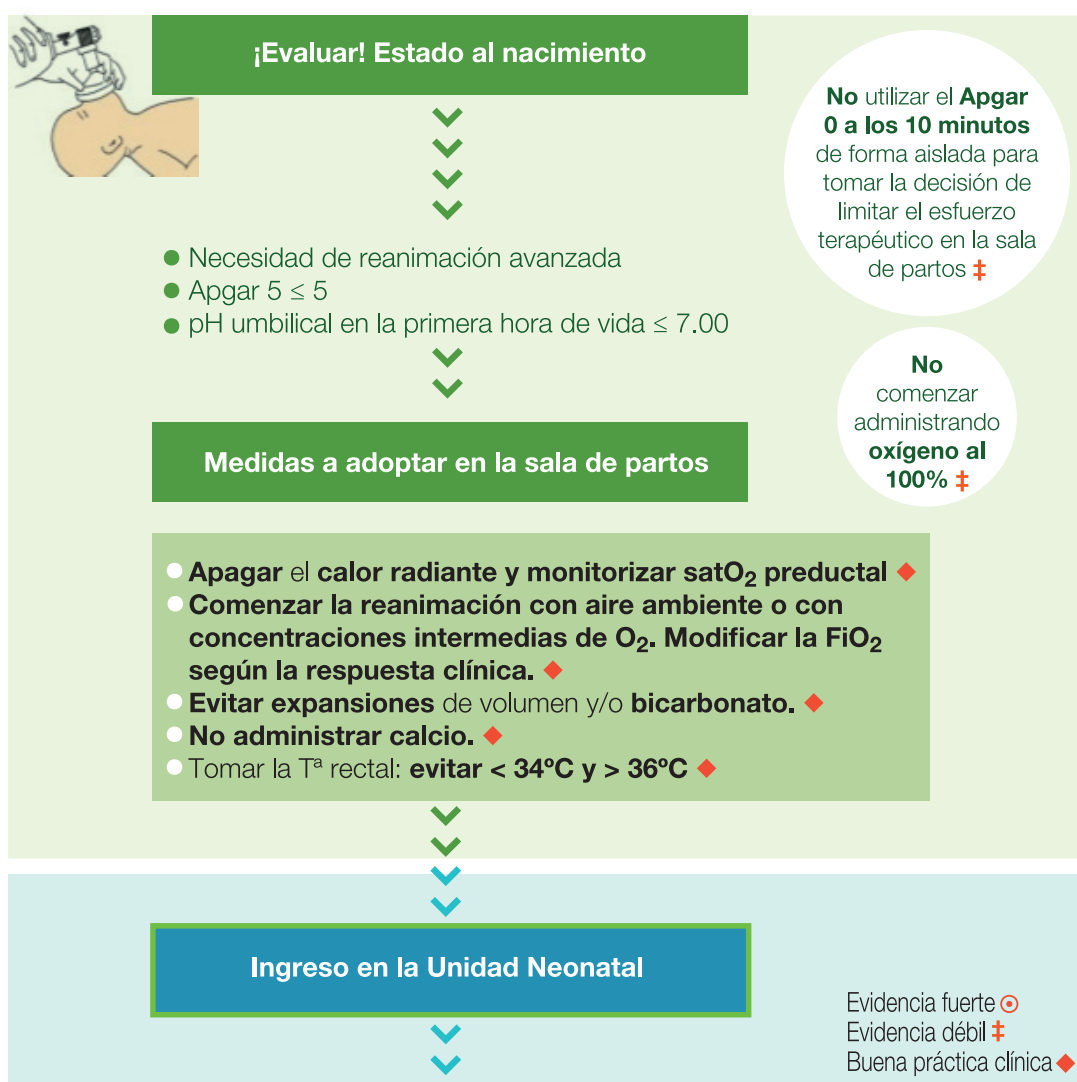 ¡Evaluar! Estado al nacimiento
No utilizar el Apgar
0 a los 10 minutos
de forma aislada para
tomar la decisión de
limitar el esfuerzo
terapéutico en la sala
de partos ‡
● Necesidad de reanimación avanzada
● Apgar 5 ≤ 5
● pH umbilical en la primera hora de vida ≤ 7.00
No
comenzar
administrando
oxígeno al
100% ‡
Medidas a adoptar en la sala de partos
● Apagar el calor radiante y monitorizar satO₂ preductal ◆
● Comenzar la reanimación con aire ambiente o con
concentraciones intermedias de O₂. Modificar la FiO₂
según la respuesta clínica. ◆
● Evitar expansiones de volumen y/o bicarbonato. ◆
● No administrar calcio. ◆
● Tomar la Tª rectal: evitar < 34ºC y > 36ºC ◆
Ingreso en la Unidad Neonatal
Evidencia fuerte ⊙
Evidencia débil ‡
Buena práctica clínica ◆